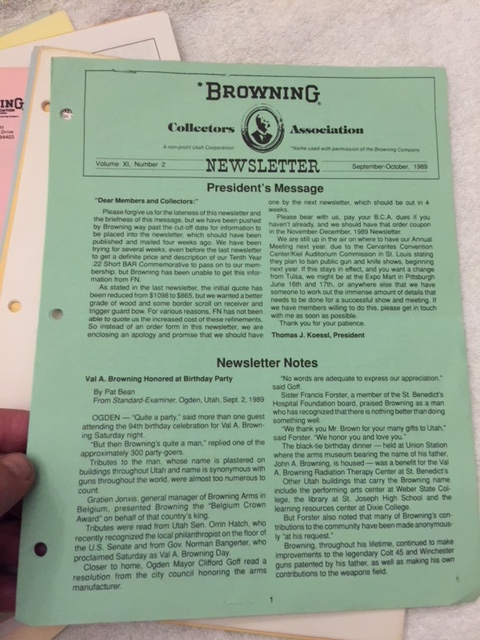 *BROWNING
Collectors Association
A non-profit Utah Corporation
*Name used with permission of the Browning Company
Volume XI, Number 2
NEWSLETTER
September-October, 1989
President's Message
"Dear Members and Collectors:"
Please forgive us for the lateness of this newsletter and
the briefness of this message, but we have been pushed
by Browning way past the cut-off date for information to
be placed into the newsletter, which should have been
published and mailed four weeks ago. We have been
trying for several weeks, even before the last newsletter
to get a definite price and description of our Tenth Year
.22 Short BAR Commemorative to pass on to our mem-
bership, but Browning has been unable to get this infor-
mation from FN.
As stated in the last newsletter, the initial quote has
been reduced from $1098 to $865, but we wanted a better
grade of wood and some border scroll on receiver and
trigger guard bow. For various reasons, FN has not been
able to quote us the increased cost of these refinements.
So instead of an order form in this newsletter, we are
enclosing an apology and promise that we should have
one by the next newsletter, which should be out in 4
weeks.
Please bear with us, pay your B.C.A. dues if you
haven't already, and we should have that order coupon
in the November-December, 1989 Newsletter.
We are still up in the air on where to have our Annual
Meeting next year, due to the Cervantes Convention
Center/Kiel Auditorium Commission in St. Louis stating
they plan to ban public gun and knife shows, beginning
next year. If this stays in effect, and you want a change
from Tulsa, we might be at the Expo Mart in Pittsburgh
June 16th and 17th, or anywhere else that we have
someone to work out the immense amount of details that
needs to be done for a successful show and meeting. If
we have members willing to do this, please get in touch
with me as soon as possible.
Thank you for your patience.
Thomas J. Koessl, President
Newsletter Notes
Val A. Browning Honored at Birthday Party
By Pat Bean
From Standard-Examiner, Ogden, Utah, Sept. 2, 1989
OGDEN — "Quite a party," said more than one guest
attending the 94th birthday celebration for Val A. Brown-
ing Saturday night.
"But then Browning's quite a man," replied one of the
approximately 300 party-goers.
Tributes to the man, whose name is plastered on
buildings throughout Utah and name is synonymous with
guns throughout the world, were almost too numerous to
count.
Gratien Jonxis, general manager of Browning Arms in
Belgium, presented Browning the "Belgium Crown
Award" on behalf of that country's king.
Tributes were read from Utah Sen. Orrin Hatch, who
recently recognized the local philanthropist on the floor of
the U.S. Senate and from Gov. Norman Bangerter, who
proclaimed Saturday as Val A. Browning Day.
Closer to home, Ogden Mayor Clifford Goff read a
resolution from the city council honoring the arms
manufacturer.
"No words are adequate to express our appreciation,"
said Goff.
Sister Francis Forster, a member of the St. Benedict's
Hospital Foundation board, praised Browning as a man
who has recognized that there is nothing better than doing
something well.
"We thank you Mr. Brown for your many gifts to Utah,"
said Forster. "We honor you and love you."
The black-tie birthday dinner — held at Union Station
where the arms museum bearing the name of his father,
John A. Browning, is housed — was a benefit for the Val
A. Browning Radiation Therapy Center at St. Benedict's.
Other Utah buildings that carry the Browning name
include the performing arts center at Weber State Col-
lege, the library at St. Joseph High School and the
learning resources center at Dixie College.
But Forster also noted that many of Browning's con-
tributions to the community have been made anonymous-
ly "at his request."
Browning, throughout his lifetime, continued to make
improvements to the legendary Colt 45 and Winchester
guns patented by his father, as well as making his own
contributions to the weapons field.
1